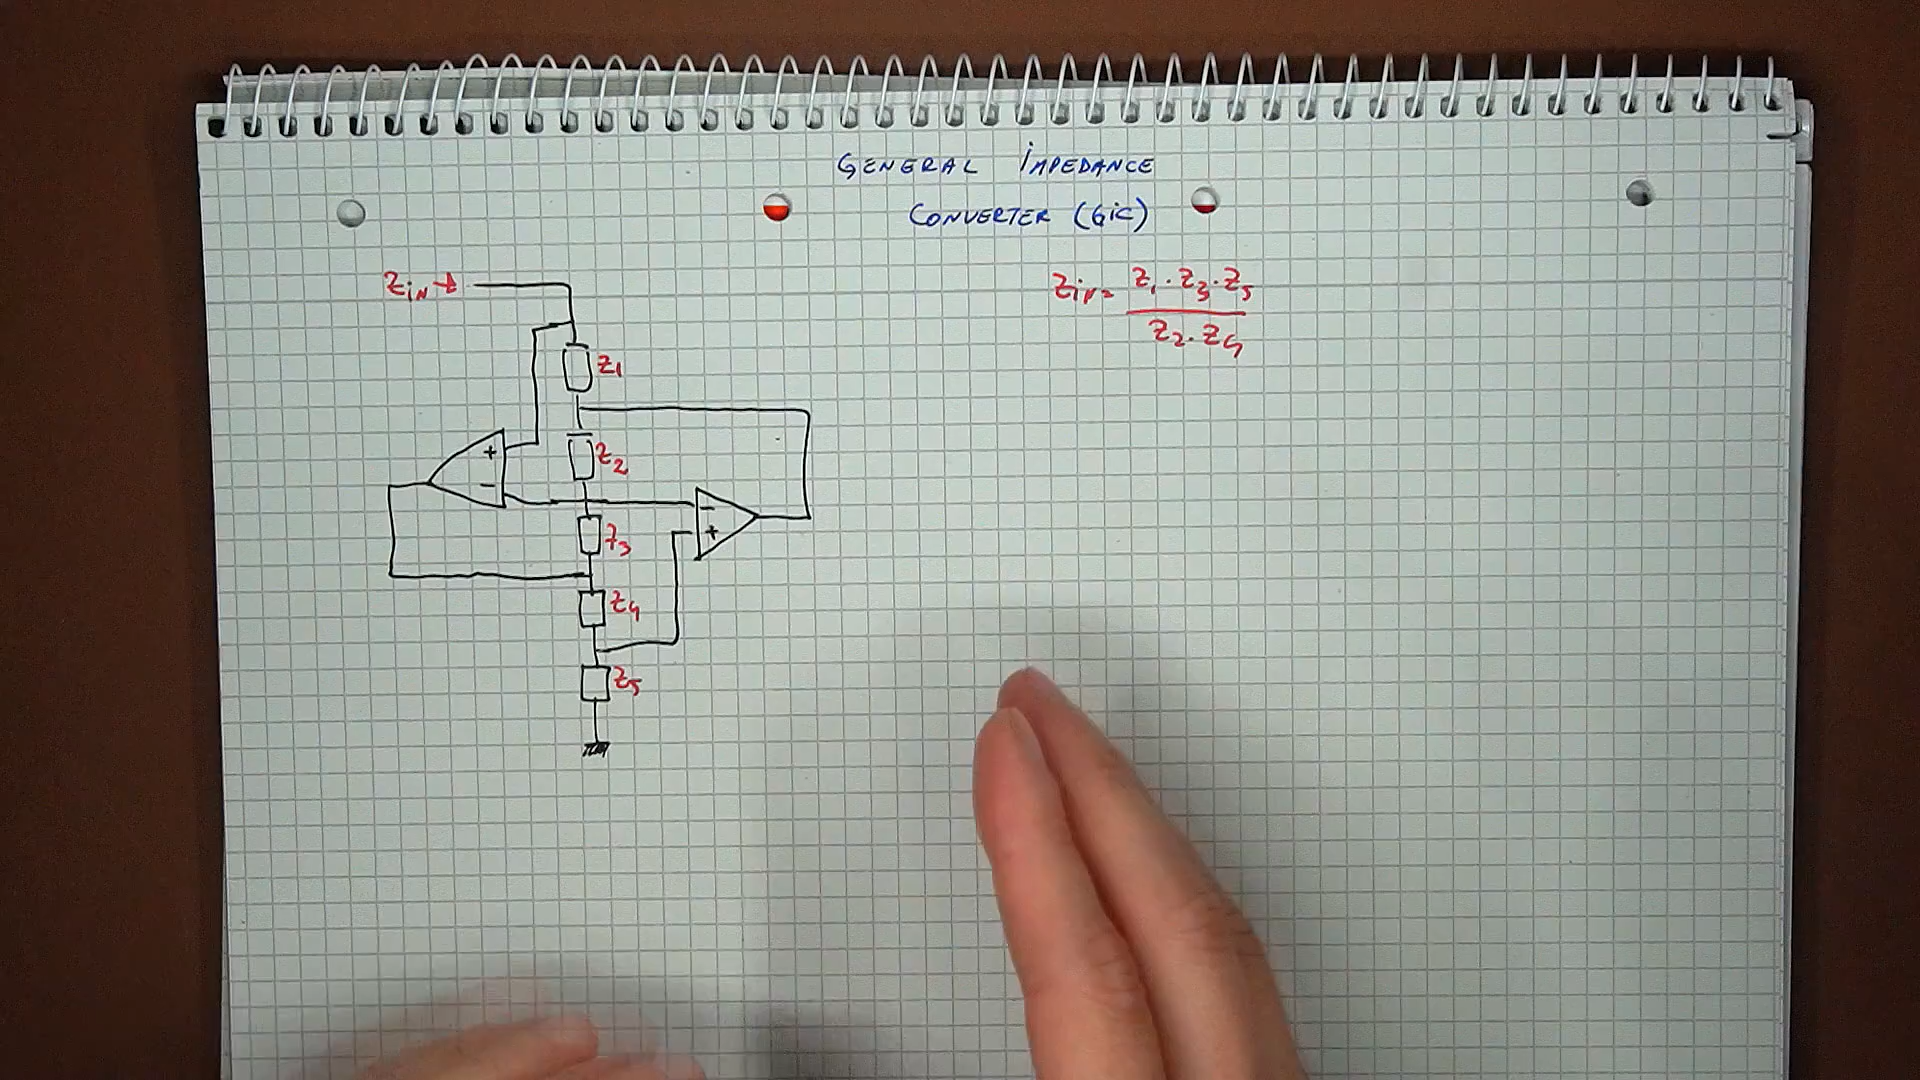 GENERAL IMPEDANCE
CONVERTER (GiC)
Zin→
Zin= Z1·Z3·Z5
Z2·Z4
Z1
+
-
Z2
-
+
Z3
Z4
Z5